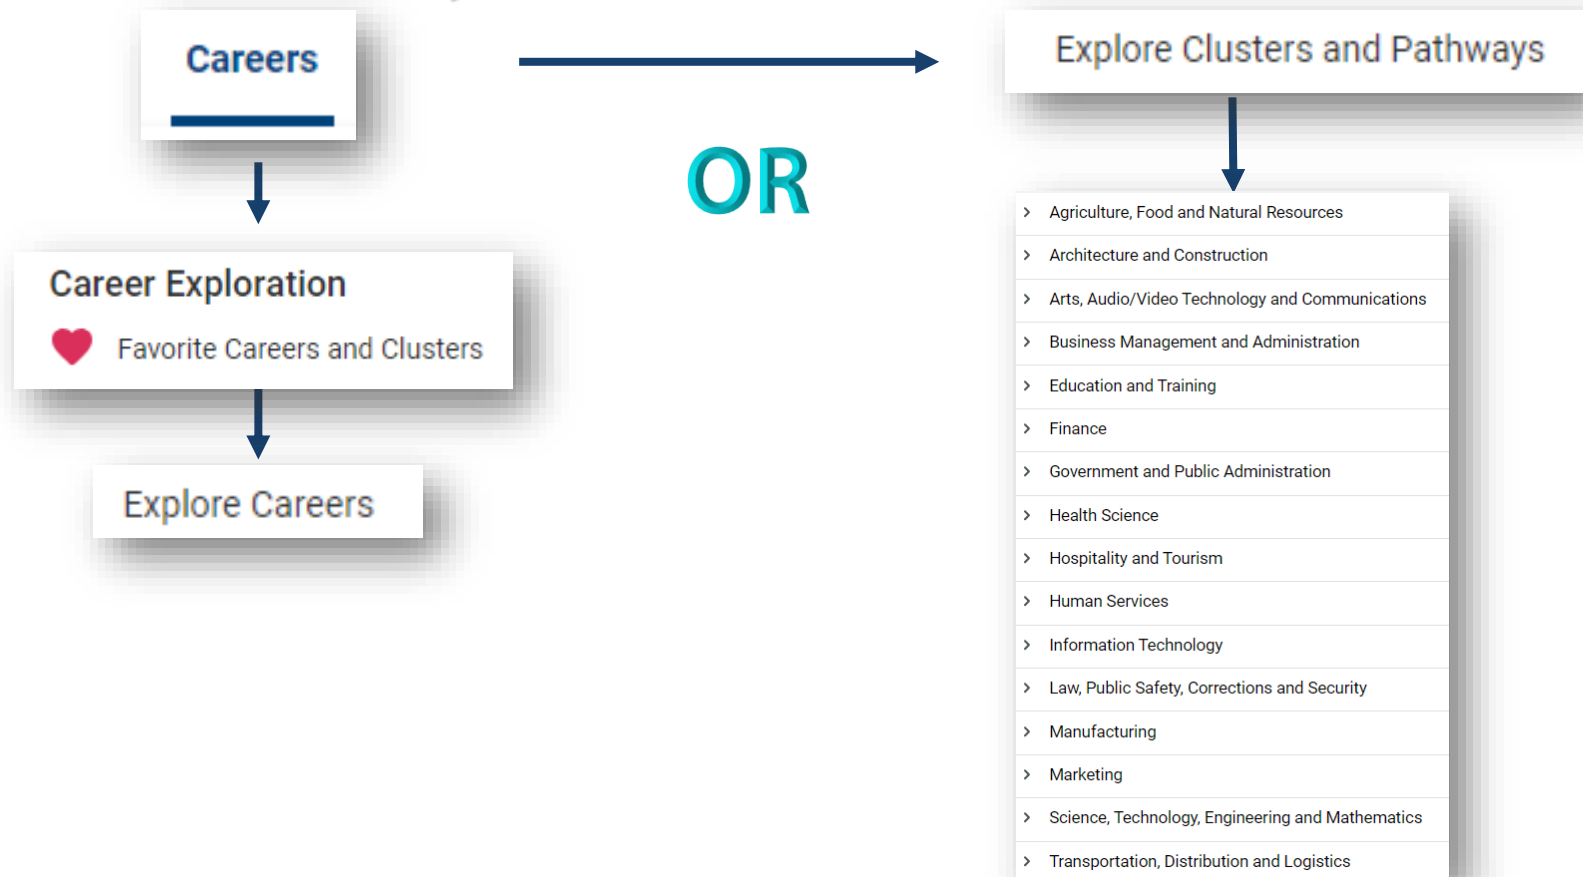 Careers
Explore Clusters and Pathways
OR
Career Exploration
Favorite Careers and Clusters
Explore Careers
Agriculture, Food and Natural Resources
Architecture and Construction
Arts, Audio/Video Technology and Communications
Business Management and Administration
Education and Training
Finance
Government and Public Administration
Health Science
Hospitality and Tourism
Human Services
Information Technology
Law, Public Safety, Corrections and Security
Manufacturing
Marketing
Science, Technology, Engineering and Mathematics
Transportation, Distribution and Logistics